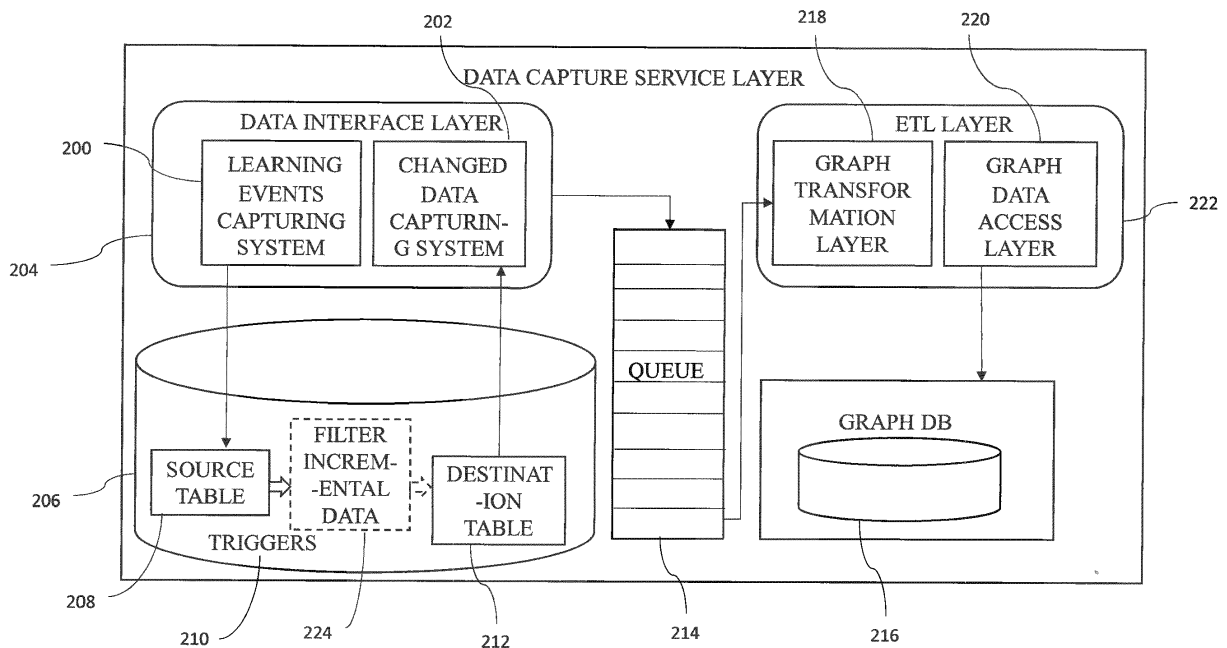 202
218
220
DATA CAPTURE SERVICE LAYER
DATA INTERFACE LAYER
ETL LAYER
200
LEARNING
EVENTS
CAPTURING
SYSTEM
CHANGED
DATA
CAPTURIN-
G SYSTEM
GRAPH
TRANSFOR
MATION
LAYER
GRAPH
DATA
ACCESS
LAYER
222
204
QUEUE
GRAPH DB
FILTER
INCREM-
-ENTAL
DATA
SOURCE
TABLE
DESTINAT
-ION
TABLE
206
TRIGGERS
208
210
224
212
214
216